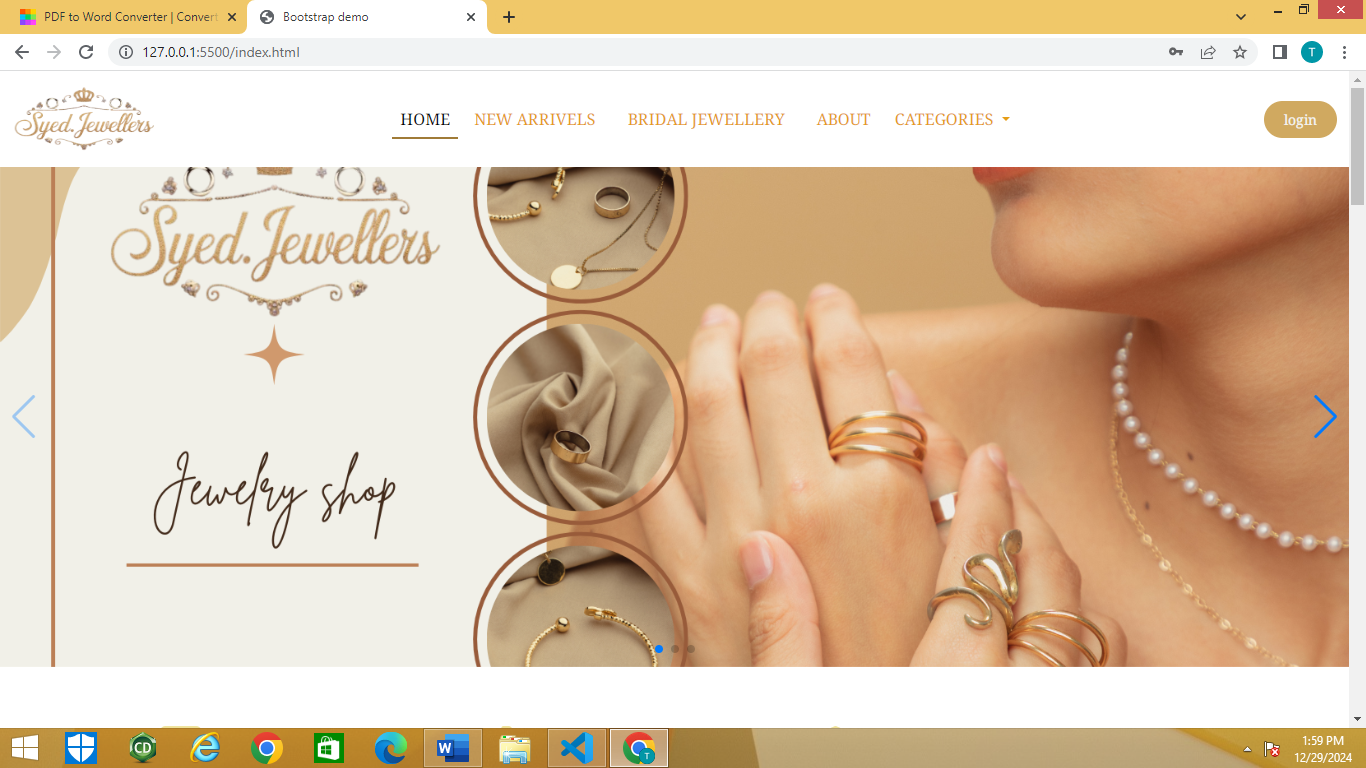 PDF to Word Converter | Convert
Bootstrap demo
127.0.0.1:5500/index.html
T
Syed.Jewellers
HOME
NEW ARRIVELS
BRIDAL JEWELLERY
ABOUT
CATEGORIES
login
Syed.Jewellers
Jewelry shop
CD
W
T
1:59 PM
12/29/2024